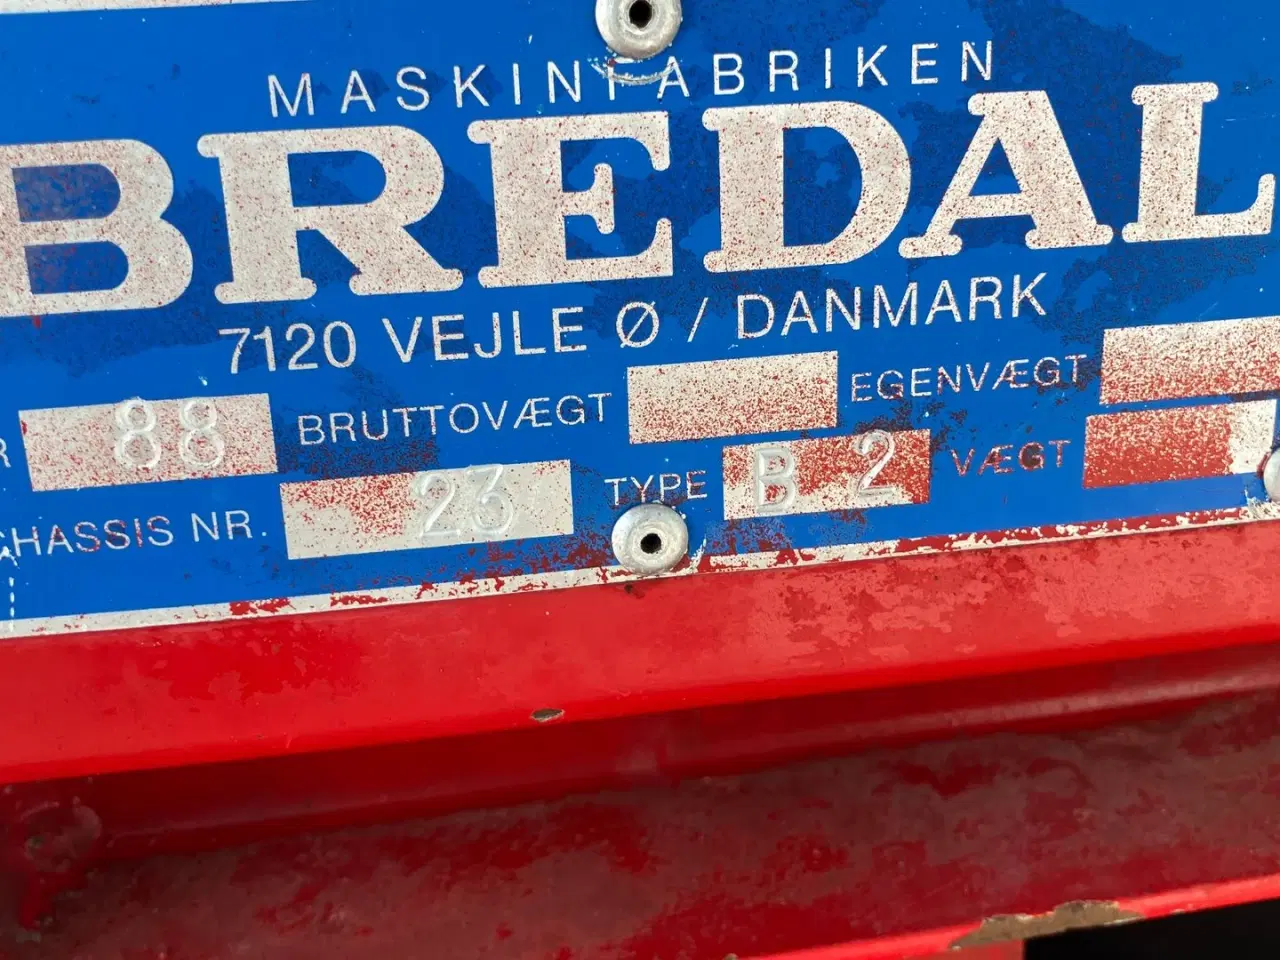 MASKINFABRIKEN
BREDAL
7120 VEJLE Ø / DANMARK
R 88 BRUTTOVÆGT EGENVÆGT
CHASSIS NR. 23 TYPE B 2 VÆGT